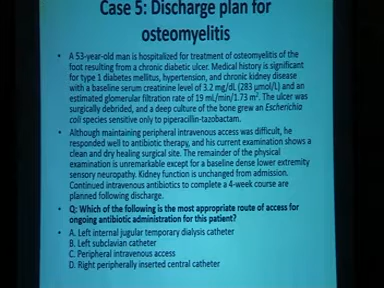 Case 5: Discharge plan for
osteomyelitis
• A 53-year-old man is hospitalized for treatment of osteomyelitis of the
foot resulting from a chronic diabetic ulcer. Medical history is significant
for type 1 diabetes mellitus, hypertension, and chronic kidney disease
with a baseline serum creatinine level of 3.2 mg/dL (283 µmol/L) and an
estimated glomerular filtration rate of 19 mL/min/1.73 m². The ulcer was
surgically debrided, and a deep culture of the bone grew an Escherichia
coli species sensitive only to piperacillin-tazobactam.
• Although maintaining peripheral intravenous access was difficult, he
responded well to antibiotic therapy, and his current examination shows a
clean and dry healing surgical site. The remainder of the physical
examination is unremarkable except for a baseline dense lower extremity
sensory neuropathy. Kidney function is unchanged from admission.
Continued intravenous antibiotics to complete a 4-week course are
planned following discharge.
• Q: Which of the following is the most appropriate route of access for
ongoing antibiotic administration for this patient?
• A. Left internal jugular temporary dialysis catheter
B. Left subclavian catheter
C. Peripheral intravenous access
D. Right peripherally inserted central catheter